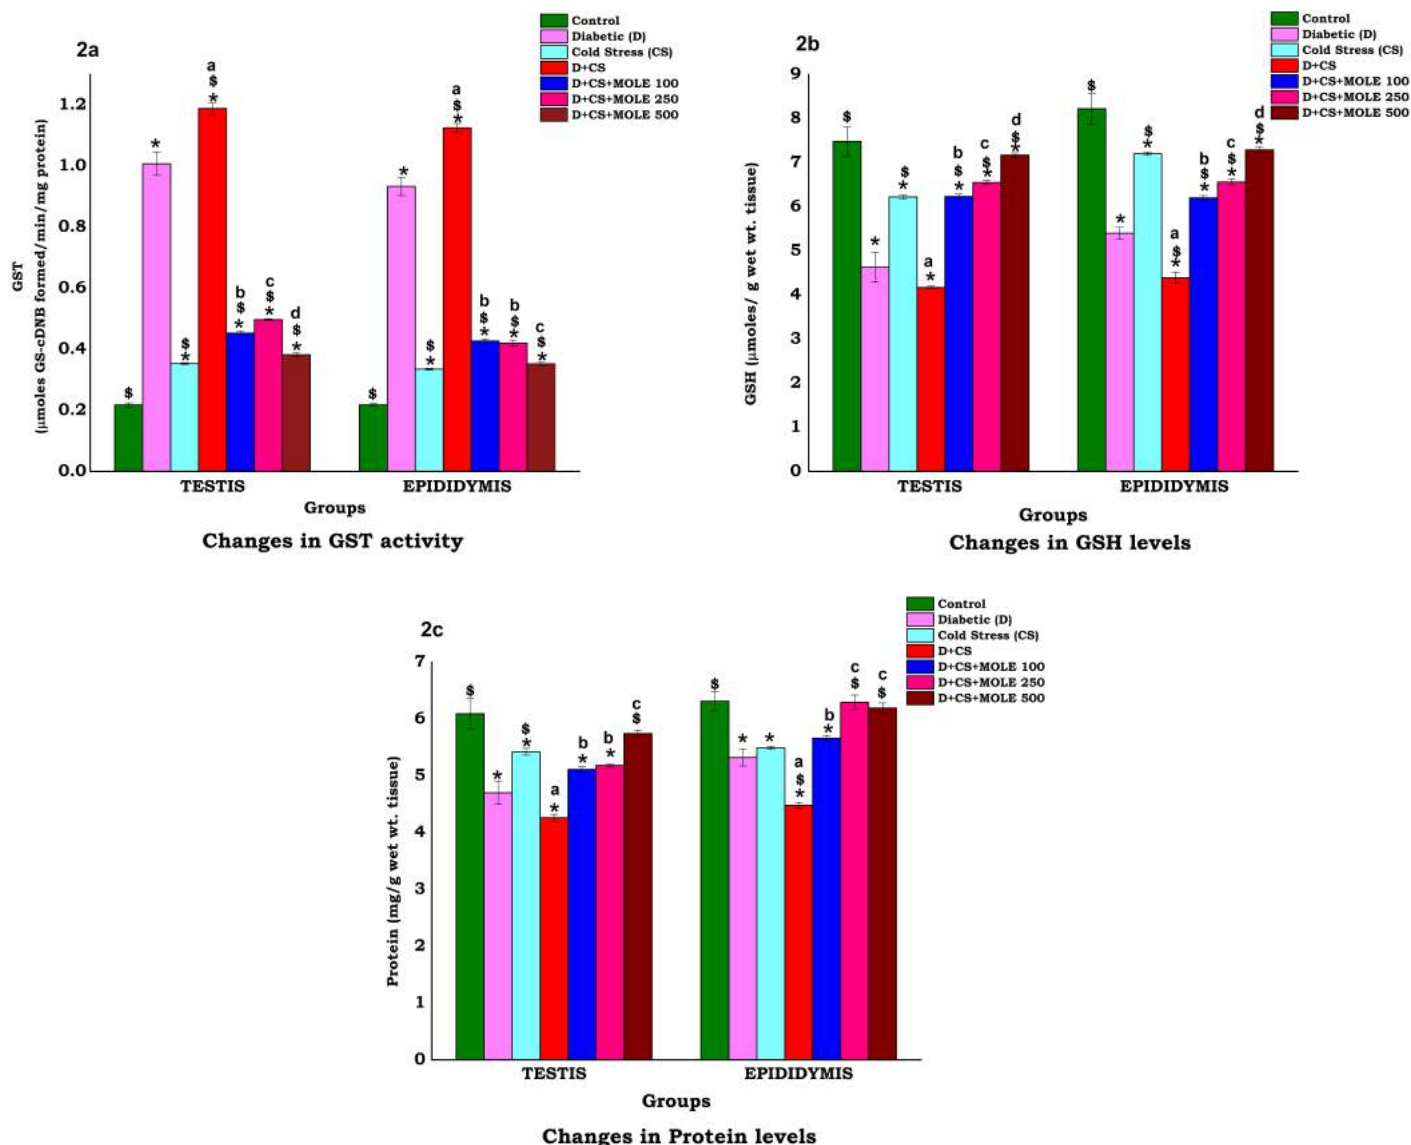 2a
Control
Diabetic (D)
Cold Stress (CS)
D+CS
D+CS+MOLE 100
D+CS+MOLE 250
D+CS+MOLE 500
GST
(μmoles GS-cDNB formed/min/mg protein)
1.2
1.0
0.8
0.6
0.4
0.2
0.0
$
*
$
*
a
$
*
b
$
*
c
$
*
d
$
*
$
*
$
*
a
$
*
b
$
*
b
$
*
c
$
*
TESTIS
EPIDIDYMIS
Groups
Changes in GST activity
2b
Control
Diabetic (D)
Cold Stress (CS)
D+CS
D+CS+MOLE 100
D+CS+MOLE 250
D+CS+MOLE 500
GSH (μmoles/ g wet wt. tissue)
9
8
7
6
5
4
3
2
1
0
$
*
$
*
a
*
b
$
*
c
$
*
d
$
*
$
*
$
*
a
$
*
b
$
*
c
$
*
d
$
*
TESTIS
EPIDIDYMIS
Groups
Changes in GSH levels
2c
Control
Diabetic (D)
Cold Stress (CS)
D+CS
D+CS+MOLE 100
D+CS+MOLE 250
D+CS+MOLE 500
Protein (mg/g wet wt. tissue)
7
6
5
4
3
2
1
0
$
*
$
*
a
*
b
*
b
*
c
$
$
*
*
a
$
*
b
*
c
$
c
$
TESTIS
EPIDIDYMIS
Groups
Changes in Protein levels